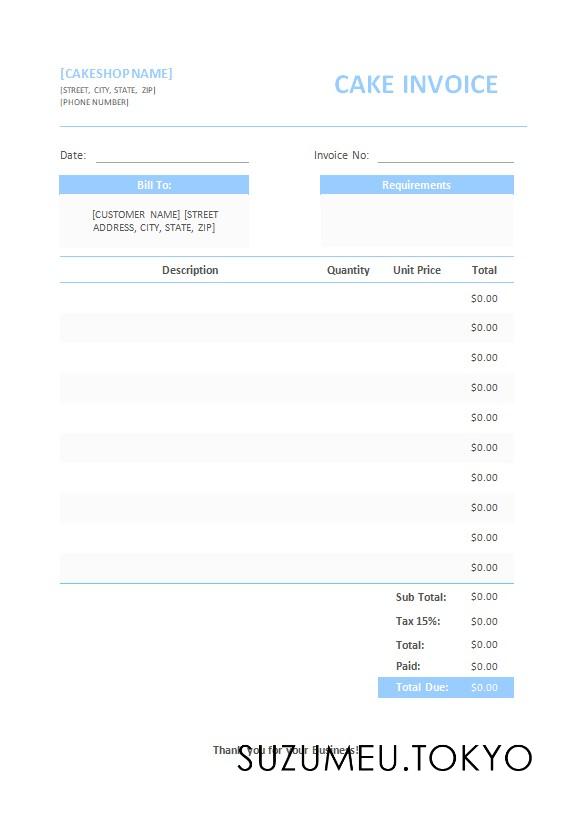 [CAKESHOP NAME]
[STREET, CITY, STATE, ZIP]
[PHONE NUMBER]
CAKE INVOICE
Date:
Invoice No:
Bill To:
Requirements
[CUSTOMER NAME] [STREET
ADDRESS, CITY, STATE, ZIP]
Description Quantity Unit Price Total
$0.00
$0.00
$0.00
$0.00
$0.00
$0.00
$0.00
$0.00
$0.00
$0.00
Sub Total: $0.00
Tax 15%: $0.00
Total: $0.00
Paid: $0.00
Total Due: $0.00
Thank you for Your Business!
SUZUMEU.TOKYO